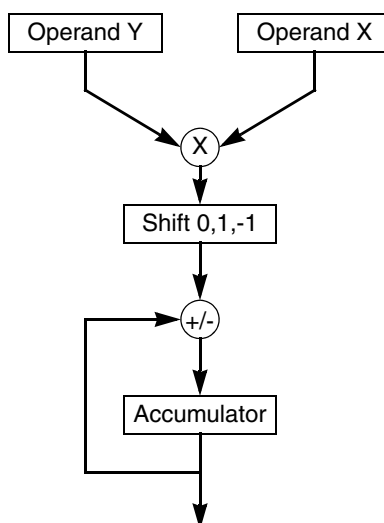 Operand Y
Operand X
X
Shift 0,1,-1
+/-
Accumulator